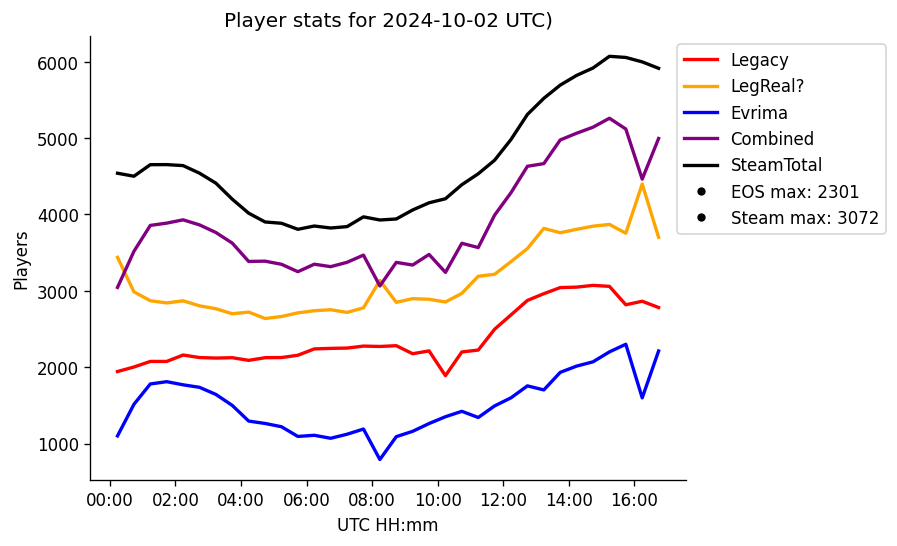 Player stats for 2024-10-02 UTC)
Legacy
LegReal?
Evrima
Combined
SteamTotal
EOS max: 2301
Steam max: 3072
Players
6000
5000
4000
3000
2000
1000
00:00 02:00 04:00 06:00 08:00 10:00 12:00 14:00 16:00
UTC HH:mm